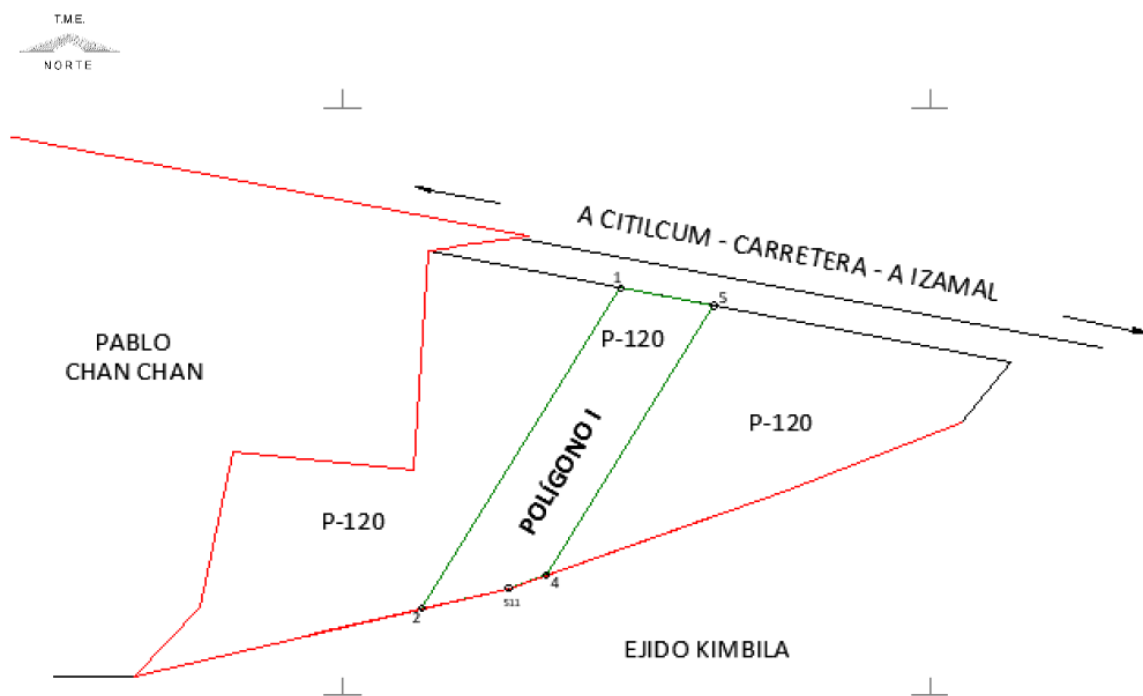 T.M.E.
NORTE
A CITILCUM - CARRETERA - A IZAMAL
1
5
P-120
PABLO
CHAN CHAN
P-120
POLÍGONO I
P-120
4
511
2
EJIDO KIMBILA